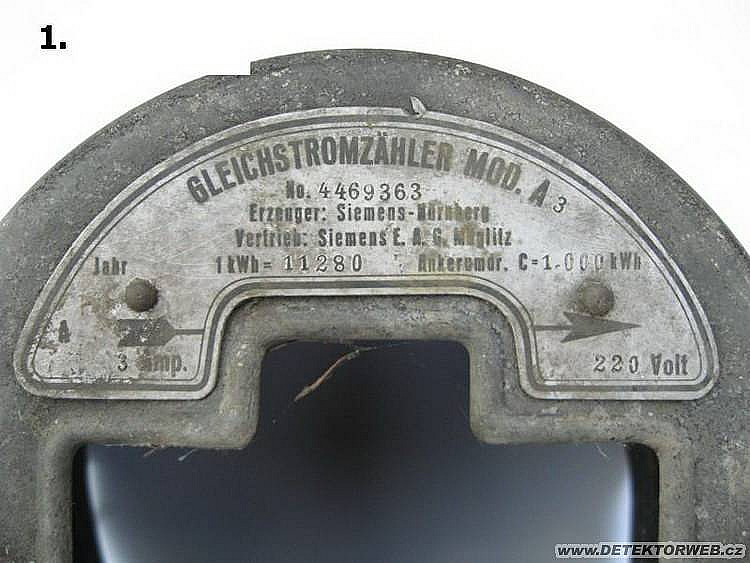 1.
GLEICHSTROMZÄHLER MOD. A 3
No. 4469363
Erzeuger: Siemens-Nürnberg
Vertrieb: Siemens E. A. G. Müglitz
Jahr 1 kWh = 11280 Ankerumdr. C = 1·000 kWh
A
3 Amp. 220 Volt
www.DETEKTORWEB.cz